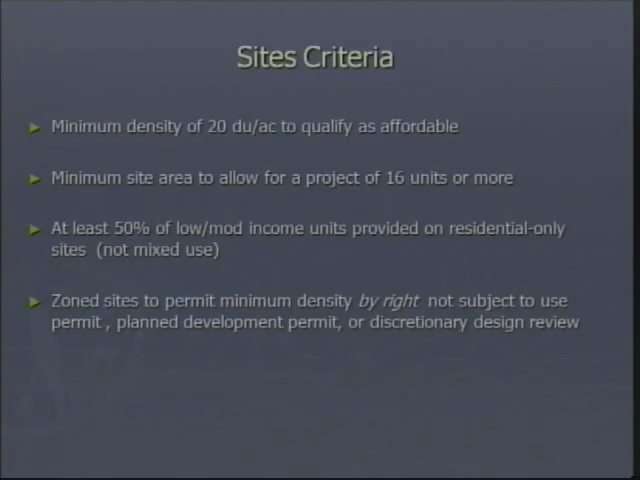 Sites Criteria
Minimum density of 20 du/ac to qualify as affordable
Minimum site area to allow for a project of 16 units or more
At least 50% of low/mod income units provided on residential-only
sites (not mixed use)
Zoned sites to permit minimum density by right not subject to use
permit , planned development permit, or discretionary design review